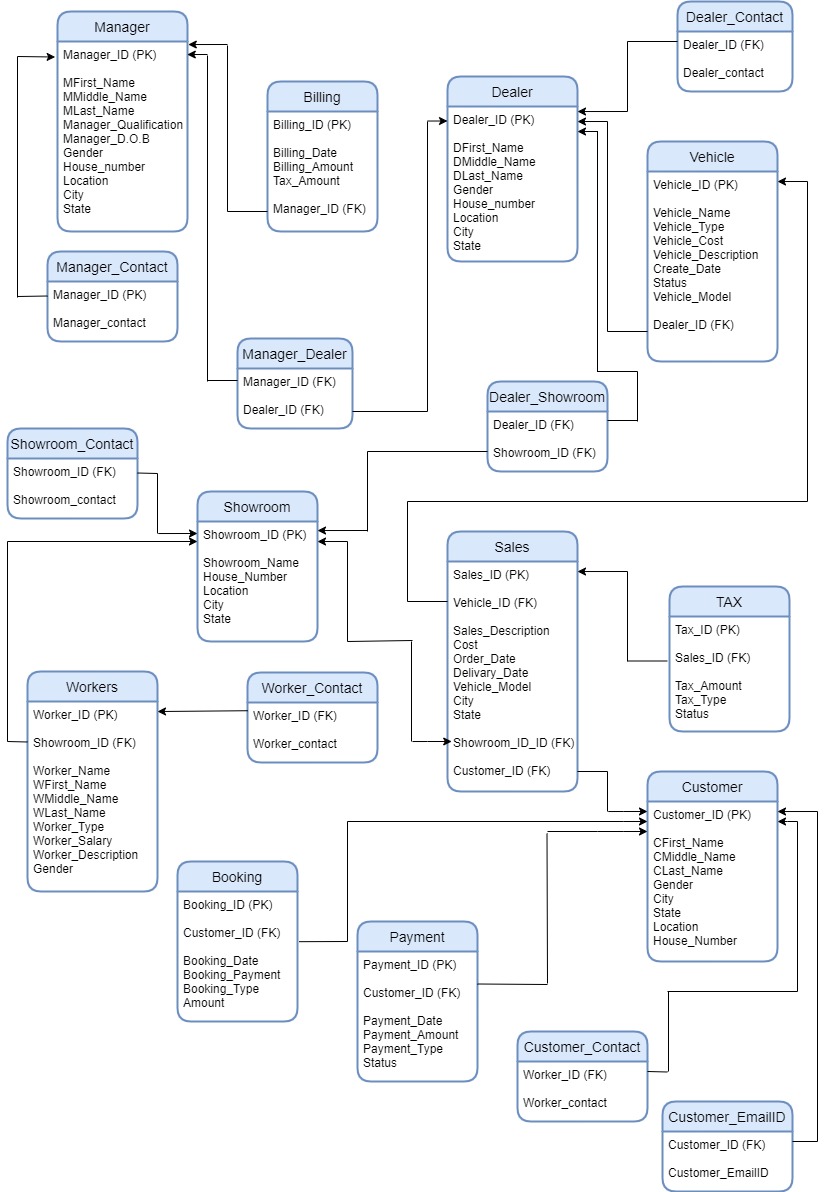 Manager
Manager_ID (PK)
MFirst_Name
MMiddle_Name
MLast_Name
Manager_Qualification
Manager_D.O.B
Gender
House_number
Location
City
State
Billing
Billing_ID (PK)
Billing_Date
Billing_Amount
Tax_Amount
Manager_ID (FK)
Dealer
Dealer_ID (PK)
DFirst_Name
DMiddle_Name
DLast_Name
Gender
House_number
Location
City
State
Dealer_Contact
Dealer_ID (FK)
Dealer_contact
Vehicle
Vehicle_ID (PK)
Vehicle_Name
Vehicle_Type
Vehicle_Cost
Vehicle_Description
Create_Date
Status
Vehicle_Model
Dealer_ID (FK)
Manager_Contact
Manager_ID (PK)
Manager_contact
Manager_Dealer
Manager_ID (FK)
Dealer_ID (FK)
Dealer_Showroom
Dealer_ID (FK)
Showroom_ID (FK)
Showroom_Contact
Showroom_ID (FK)
Showroom_contact
Showroom
Showroom_ID (PK)
Showroom_Name
House_Number
Location
City
State
Sales
Sales_ID (PK)
Vehicle_ID (FK)
Sales_Description
Cost
Order_Date
Delivary_Date
Vehicle_Model
City
State
Showroom_ID_ID (FK)
Customer_ID (FK)
TAX
Tax_ID (PK)
Sales_ID (FK)
Tax_Amount
Tax_Type
Status
Workers
Worker_ID (PK)
Showroom_ID (FK)
Worker_Name
WFirst_Name
WMiddle_Name
WLast_Name
Worker_Type
Worker_Salary
Worker_Description
Gender
Worker_Contact
Worker_ID (FK)
Worker_contact
Customer
Customer_ID (PK)
CFirst_Name
CMiddle_Name
CLast_Name
Gender
City
State
Location
House_Number
Booking
Booking_ID (PK)
Customer_ID (FK)
Booking_Date
Booking_Payment
Booking_Type
Amount
Payment
Payment_ID (PK)
Customer_ID (FK)
Payment_Date
Payment_Amount
Payment_Type
Status
Customer_Contact
Worker_ID (FK)
Worker_contact
Customer_EmailID
Customer_ID (FK)
Customer_EmailID